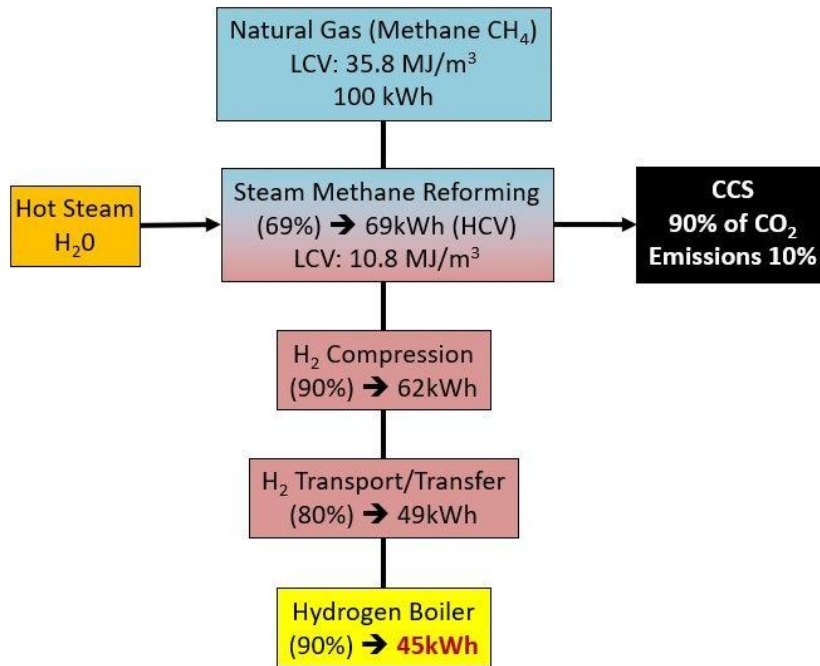 Natural Gas (Methane CH₄)
LCV: 35.8 MJ/m³
100 kWh
Hot Steam
H₂0
Steam Methane Reforming
(69%) ➔ 69kWh (HCV)
LCV: 10.8 MJ/m³
CCS
90% of CO₂
Emissions 10%
H₂ Compression
(90%) ➔ 62kWh
H₂ Transport/Transfer
(80%) ➔ 49kWh
Hydrogen Boiler
(90%) ➔ 45kWh